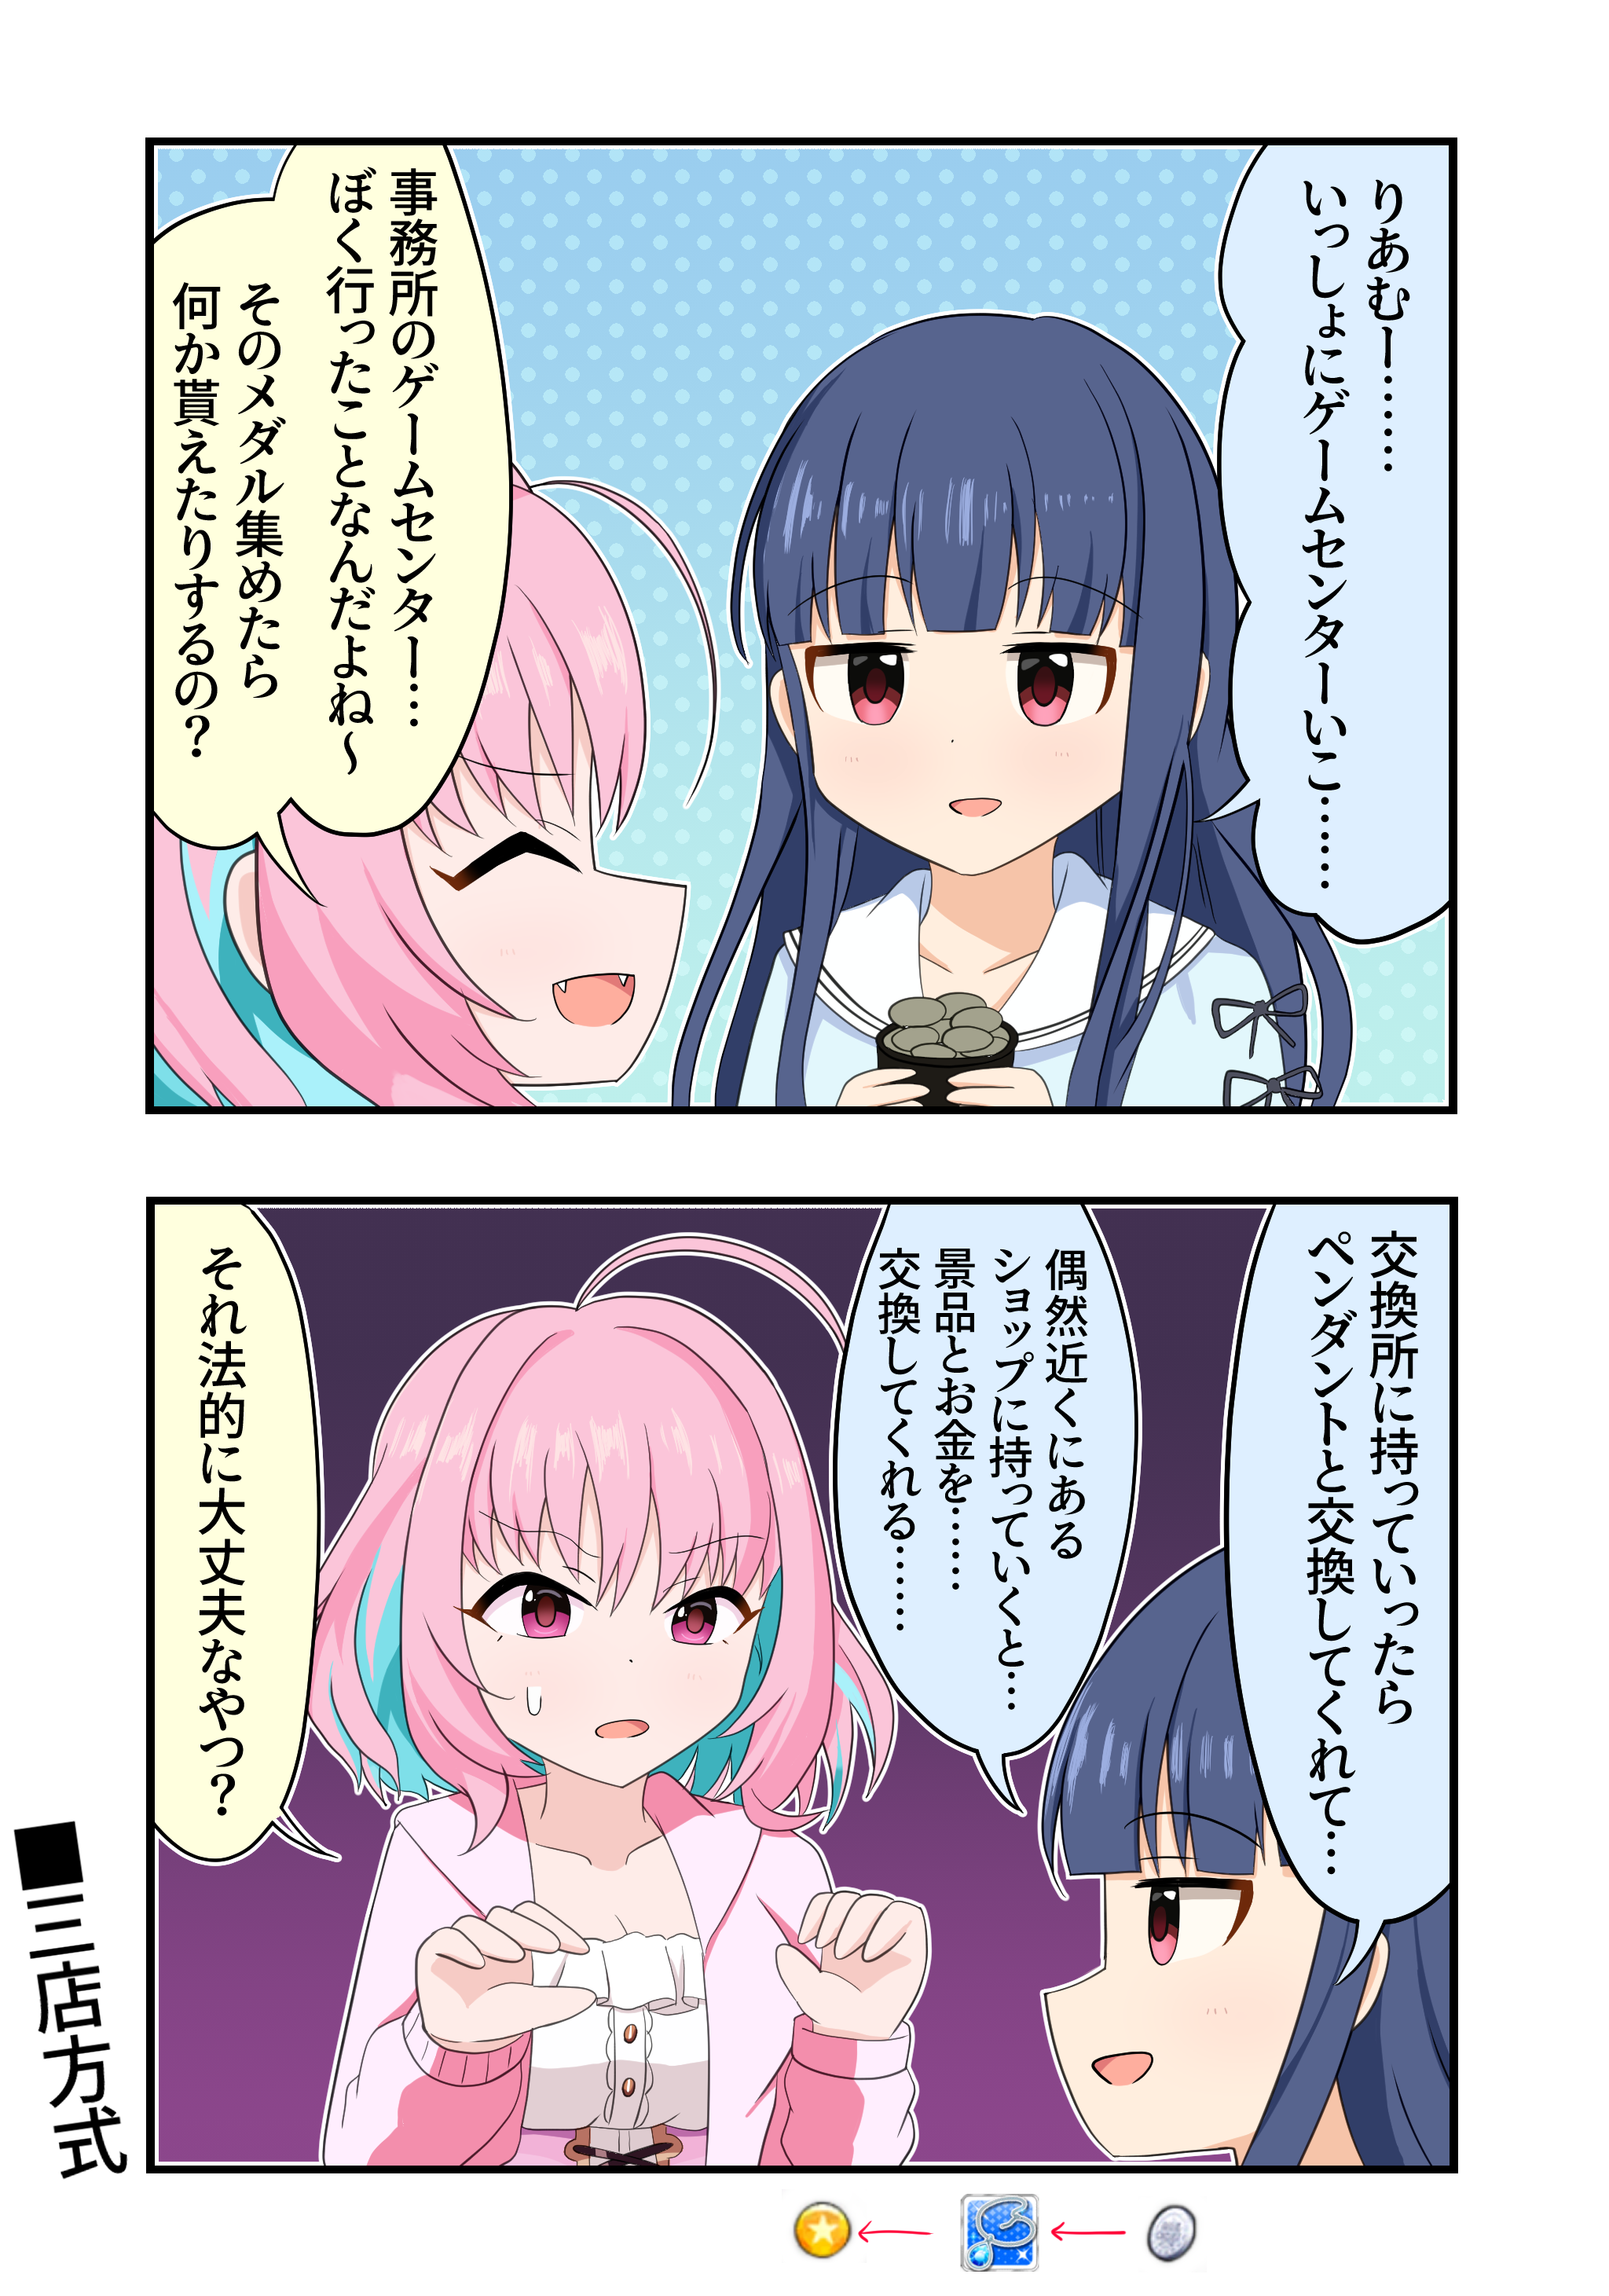 りあむー………
いっしょにゲームセンターいこ……
事務所のゲームセンター…
ぼく行ったことなんだよね～
そのメダル集めたら
何か貰えたりするの？
交換所に持っていったら
ペンダントと交換してくれて…
偶然近くにある
ショップに持っていくと…
景品とお金を……
交換してくれる……
それ法的に大丈夫なやつ？
■三店方式